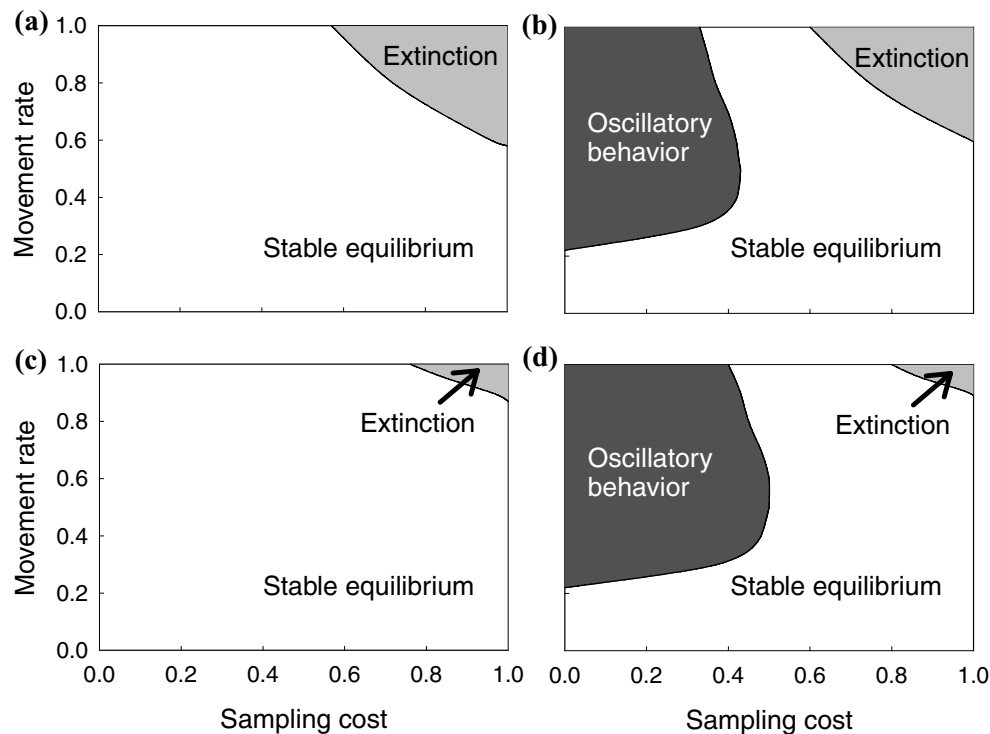 (a)
1.0
0.8
0.6
0.4
0.2
0.0
Movement rate
Extinction
Stable equilibrium
(b)
Extinction
Oscillatory
behavior
Stable equilibrium
(c)
1.0
0.8
0.6
0.4
0.2
0.0
Movement rate
Extinction
Stable equilibrium
0.0 0.2 0.4 0.6 0.8 1.0
Sampling cost
(d)
Extinction
Oscillatory
behavior
Stable equilibrium
0.0 0.2 0.4 0.6 0.8 1.0
Sampling cost